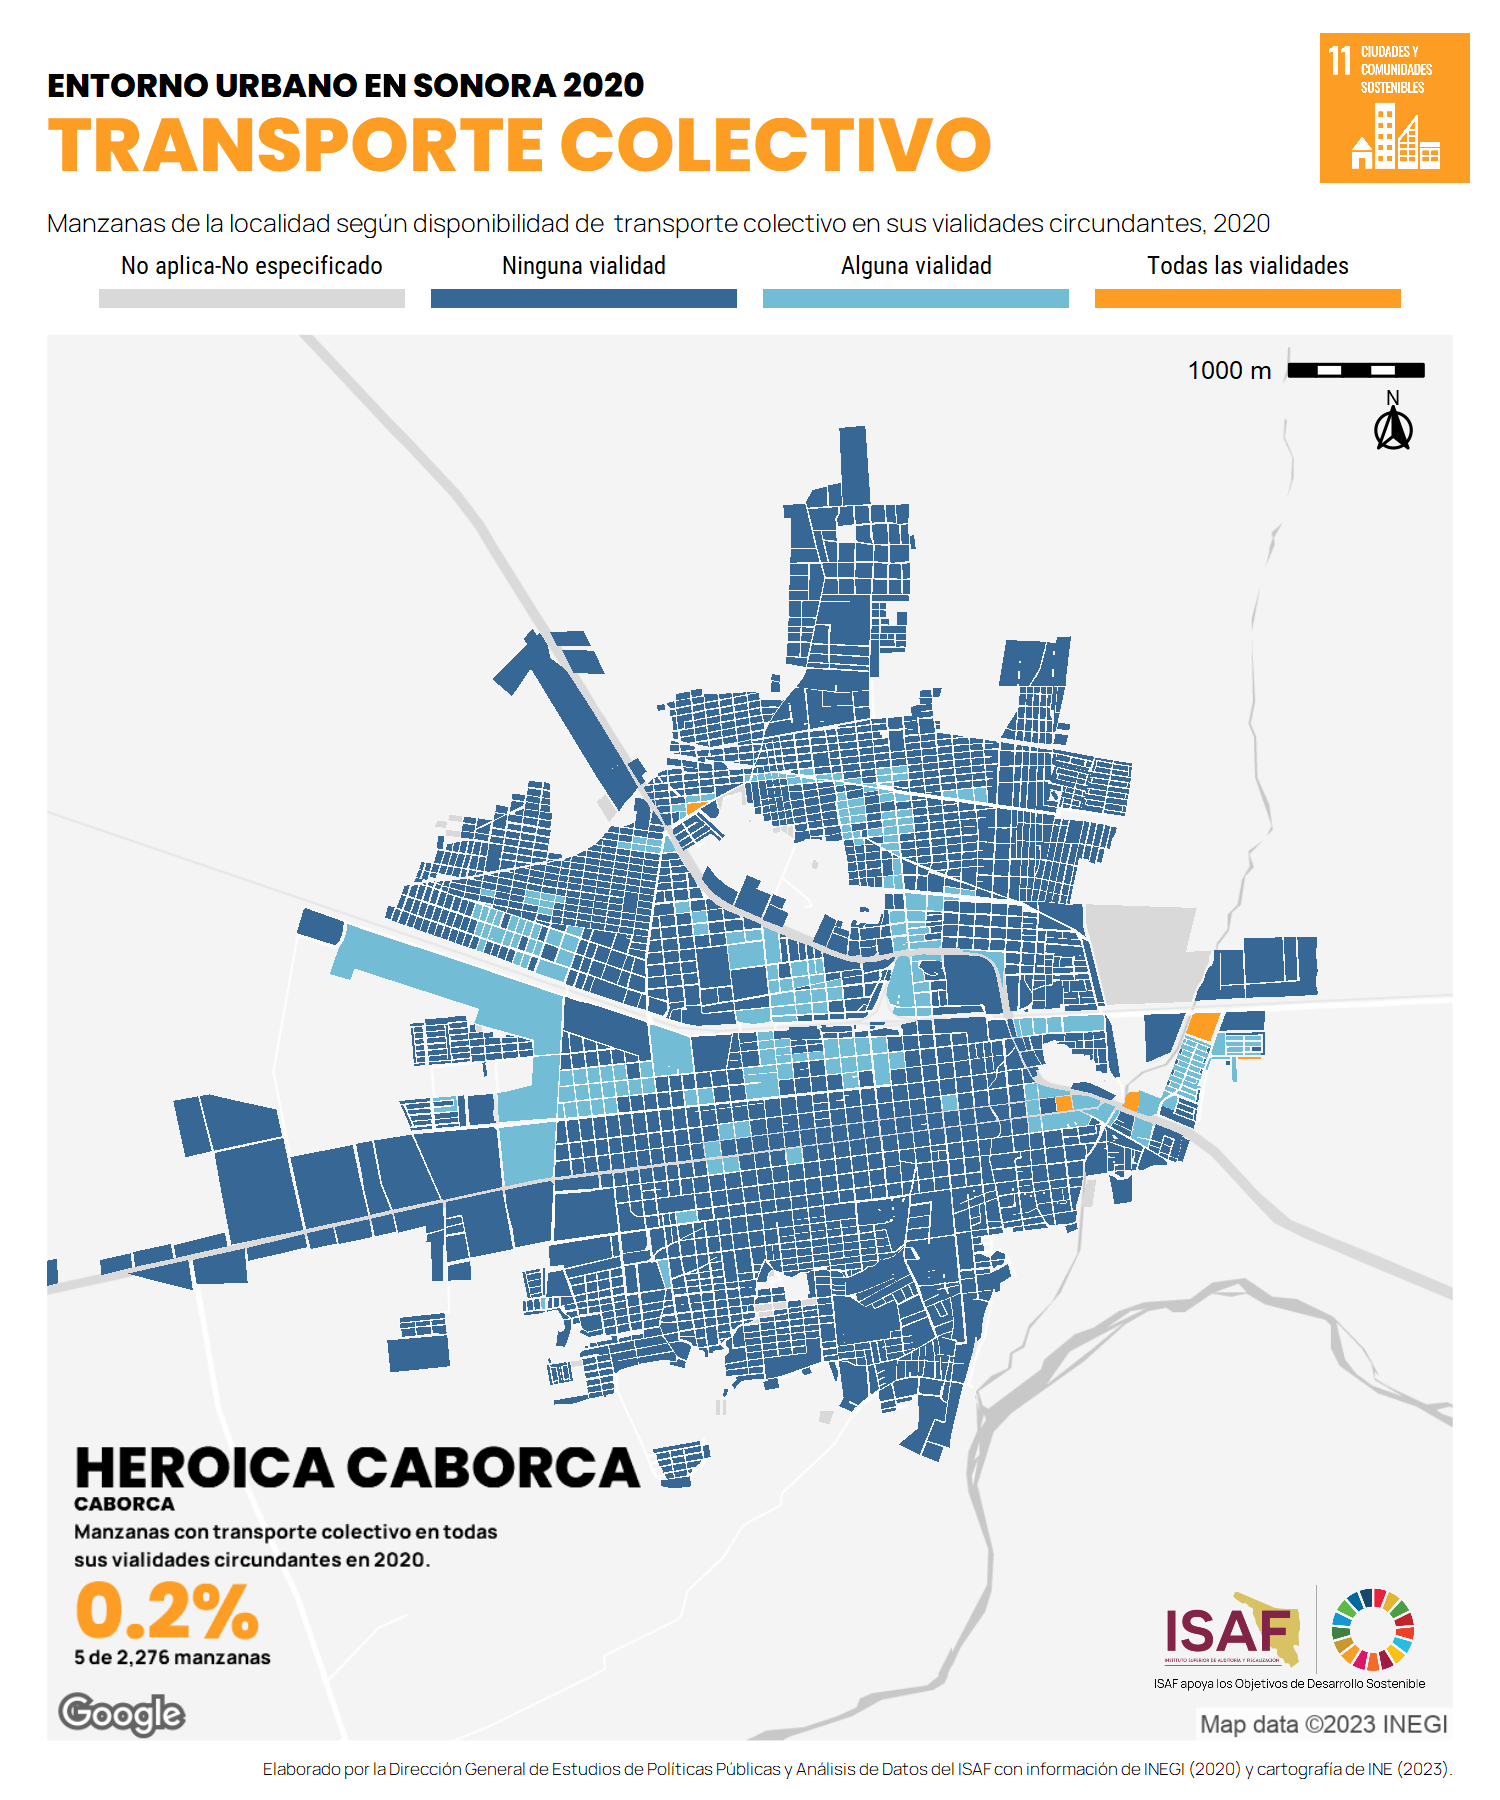 ENTORNO URBANO EN SONORA 2020
TRANSPORTE COLECTIVO
11 CIUDADES Y
COMUNIDADES
SOSTENIBLES
Manzanas de la localidad según disponibilidad de transporte colectivo en sus vialidades circundantes, 2020
No aplica-No especificado
Ninguna vialidad
Alguna vialidad
Todas las vialidades
1000 m
N
HEROICA CABORCA
CABORCA
Manzanas con transporte colectivo en todas
sus vialidades circundantes en 2020.
0.2%
5 de 2,276 manzanas
Google
ISAF
INSTITUTO SUPERIOR DE AUDITORÍA Y FISCALIZACIÓN
ISAF apoya los Objetivos de Desarrollo Sostenible
Map data ©2023 INEGI
Elaborado por la Dirección General de Estudios de Políticas Públicas y Análisis de Datos del ISAF con información de INEGI (2020) y cartografía de INE (2023).